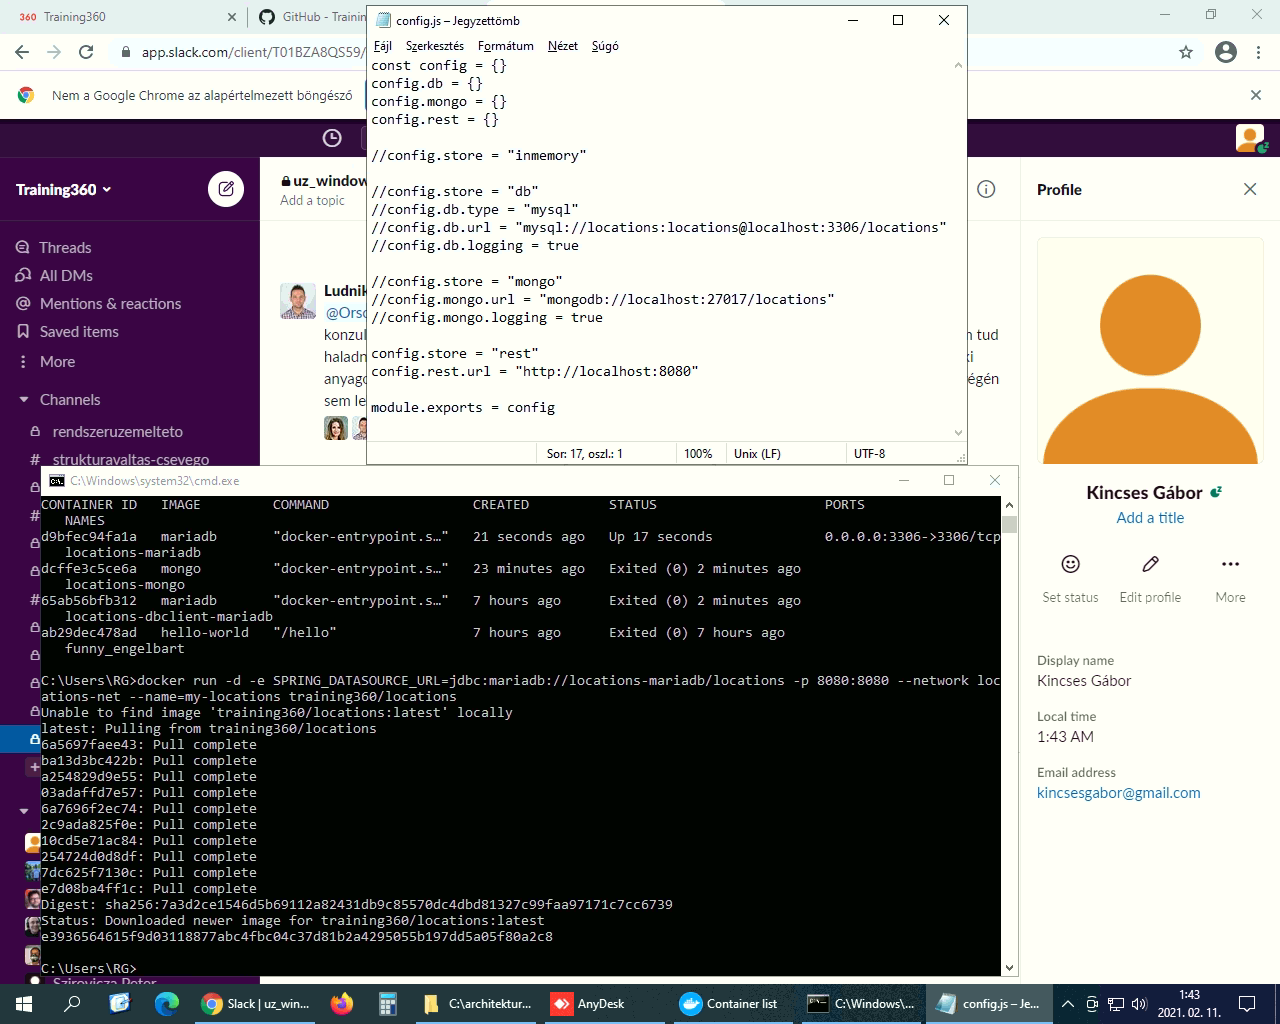 360 Training360
GitHub - Trainin
app.slack.com/client/T01BZA8QS59/
Nem a Google Chrome az alapértelmezett böngésző
config.js – Jegyzettömb
Fájl Szerkesztés Formátum Nézet Súgó
const config = {}
config.db = {}
config.mongo = {}
config.rest = {}
//config.store = "inmemory"
//config.store = "db"
//config.db.type = "mysql"
//config.db.url = "mysql://locations:locations@localhost:3306/locations"
//config.db.logging = true
//config.store = "mongo"
//config.mongo.url = "mongodb://localhost:27017/locations"
//config.mongo.logging = true
config.store = "rest"
config.rest.url = "http://localhost:8080"
module.exports = config
Sor: 17, oszl.: 1 100% Unix (LF) UTF-8
Training360
Threads
All DMs
Mentions & reactions
Saved items
More
Channels
rendszeruzemelteto
# strukturavaltas-csevego
#
#
#
Szirovicza Peter
uz_window
Add a topic
Ludnik
@Orso
konzul
n tud
haladn
ki
anyago
égén
sem le
Profile
Kincses Gábor
Add a title
Set status Edit profile More
Display name
Kincses Gábor
Local time
1:43 AM
Email address
kincsesgabor@gmail.com
C:\Windows\system32\cmd.exe
CONTAINER ID IMAGE COMMAND CREATED STATUS PORTS
NAMES
d9bfec94fa1a mariadb "docker-entrypoint.s…" 21 seconds ago Up 17 seconds 0.0.0.0:3306->3306/tcp
locations-mariadb
dcffe3c5ce6a mongo "docker-entrypoint.s…" 23 minutes ago Exited (0) 2 minutes ago
locations-mongo
65ab56bfb312 mariadb "docker-entrypoint.s…" 7 hours ago Exited (0) 2 minutes ago
locations-dbclient-mariadb
ab29dec478ad hello-world "/hello" 7 hours ago Exited (0) 7 hours ago
funny_engelbart
C:\Users\RG>docker run -d -e SPRING_DATASOURCE_URL=jdbc:mariadb://locations-mariadb/locations -p 8080:8080 --network loc
ations-net --name=my-locations training360/locations
Unable to find image 'training360/locations:latest' locally
latest: Pulling from training360/locations
6a5697faee43: Pull complete
ba13d3bc422b: Pull complete
a254829d9e55: Pull complete
03adaffd7e57: Pull complete
6a7696f2ec74: Pull complete
2c9ada825f0e: Pull complete
10cd5e71ac84: Pull complete
254724d0d8df: Pull complete
7dc625f7130c: Pull complete
e7d08ba4ff1c: Pull complete
Digest: sha256:7a3d2ce1546d5b69112a82431db9c85570dc4dbd81327c99faa97171c7cc6739
Status: Downloaded newer image for training360/locations:latest
e3936564615f9d03118877abc4fbc04c37d81b2a4295055b197dd5a05f80a2c8
C:\Users\RG>
Slack | uz_win... C:\architektur... AnyDesk Container list C:\Windows\... config.js – Je...
1:43
2021. 02. 11.